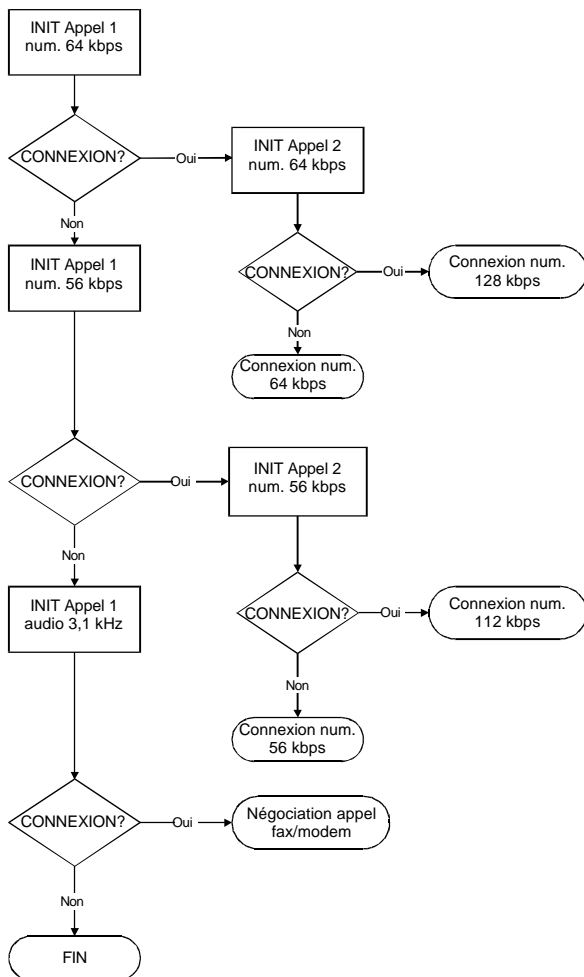 INIT Appel 1
num. 64 kbps
CONNEXION?
Oui
INIT Appel 2
num. 64 kbps
Non
INIT Appel 1
num. 56 kbps
CONNEXION?
Oui
Connexion num.
128 kbps
Non
Connexion num.
64 kbps
CONNEXION?
Oui
INIT Appel 2
num. 56 kbps
Non
INIT Appel 1
audio 3,1 kHz
CONNEXION?
Oui
Connexion num.
112 kbps
Non
Connexion num.
56 kbps
CONNEXION?
Oui
Négociation appel
fax/modem
Non
FIN